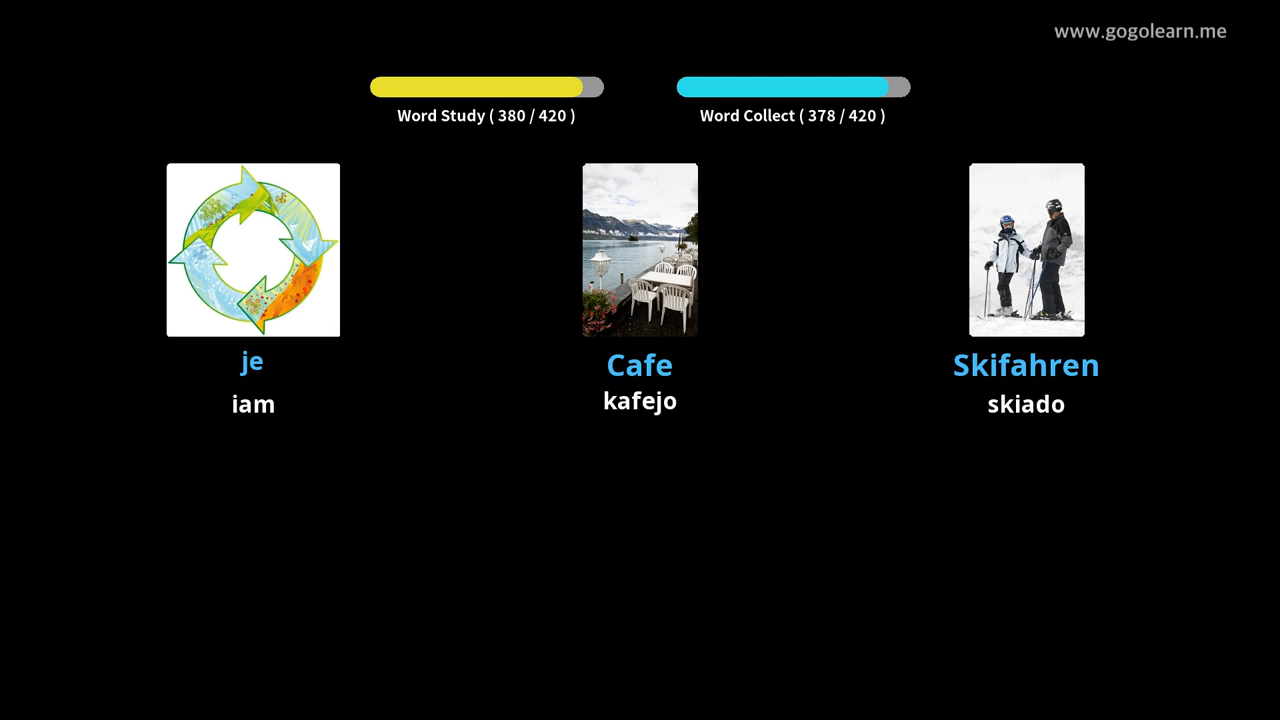 www.gogolearn.me
Word Study ( 380 / 420 )
Word Collect ( 378 / 420 )
je
iam
Cafe
kafejo
Skifahren
skiado